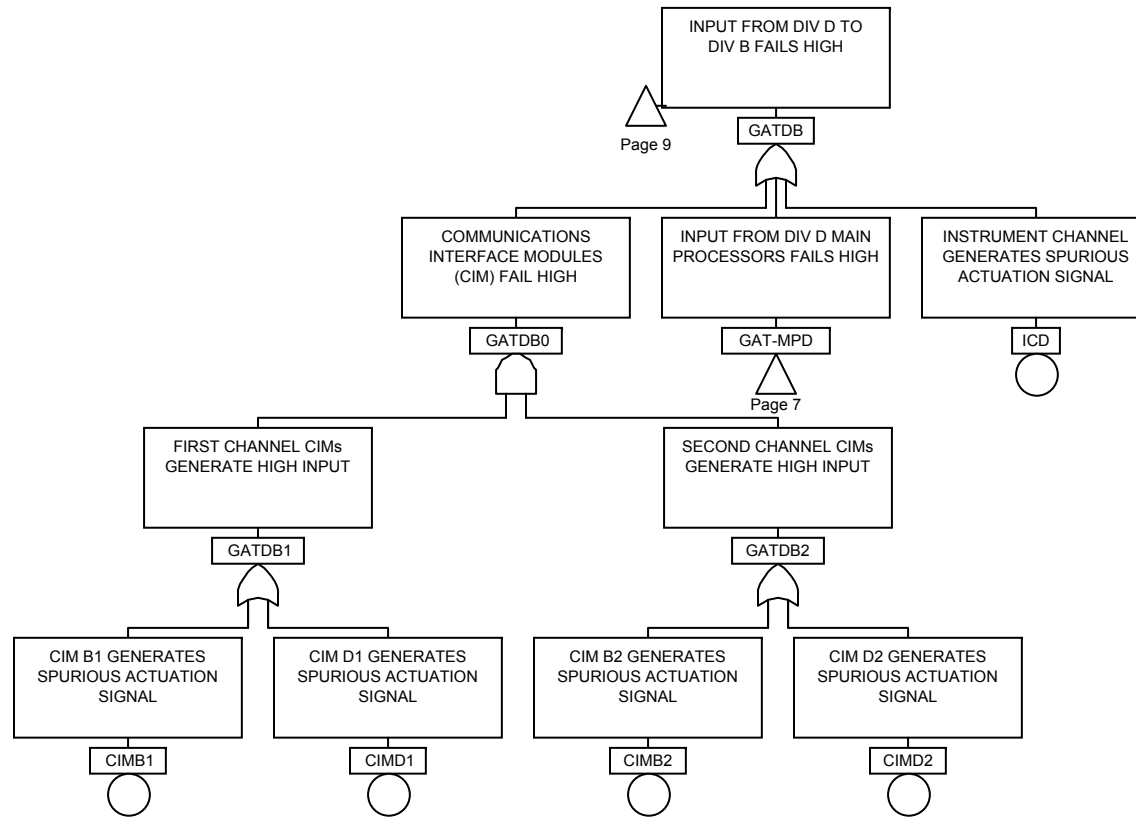 INPUT FROM DIV D TO
DIV B FAILS HIGH
Page 9
GATDB
COMMUNICATIONS
INTERFACE MODULES
(CIM) FAIL HIGH
INPUT FROM DIV D MAIN
PROCESSORS FAILS HIGH
INSTRUMENT CHANNEL
GENERATES SPURIOUS
ACTUATION SIGNAL
GATDB0
GAT-MPD
ICD
Page 7
FIRST CHANNEL CIMs
GENERATE HIGH INPUT
SECOND CHANNEL CIMs
GENERATE HIGH INPUT
GATDB1
GATDB2
CIM B1 GENERATES
SPURIOUS ACTUATION
SIGNAL
CIM D1 GENERATES
SPURIOUS ACTUATION
SIGNAL
CIM B2 GENERATES
SPURIOUS ACTUATION
SIGNAL
CIM D2 GENERATES
SPURIOUS ACTUATION
SIGNAL
CIMB1
CIMD1
CIMB2
CIMD2